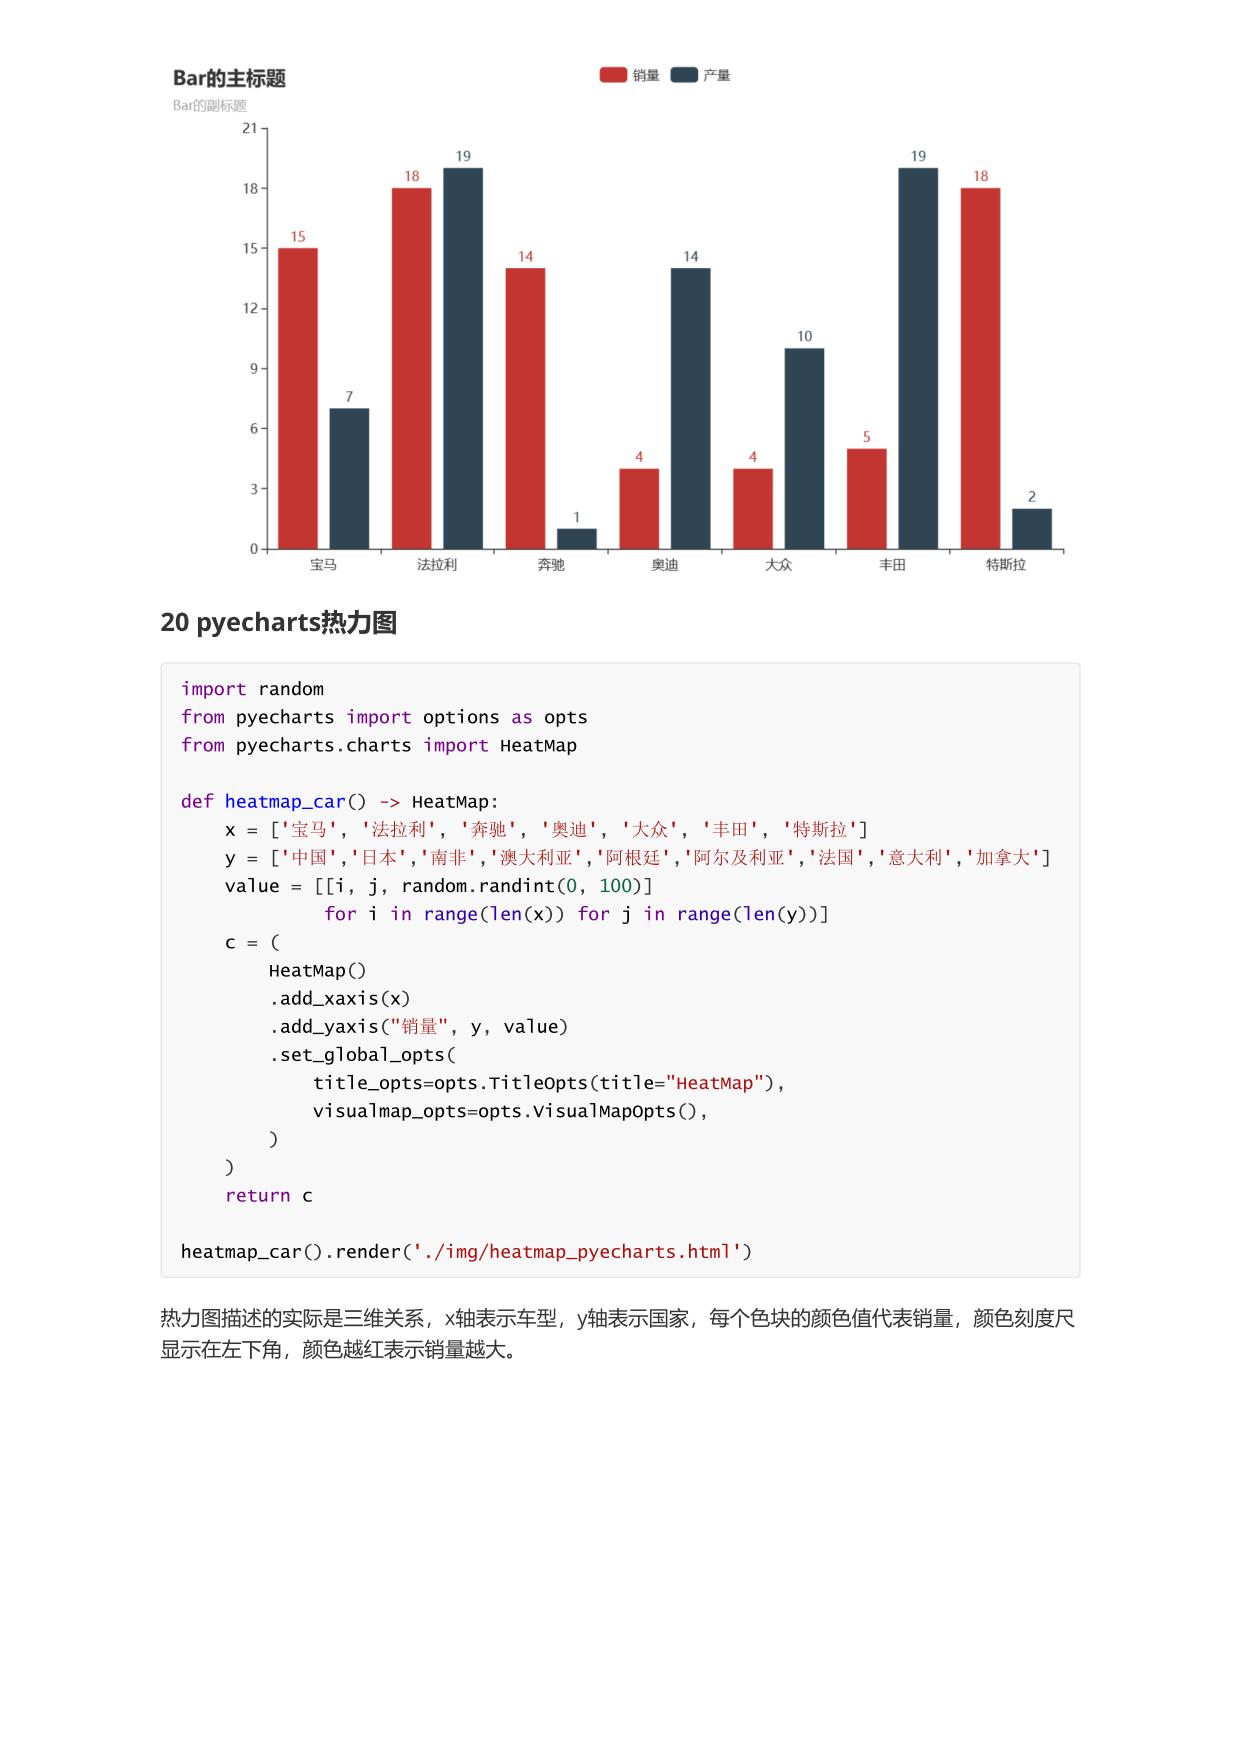 Bar的主标题
Bar的副标题
销量 产量
21
18
15
12
9
6
3
0
15 7 18 19 14 1 4 14 4 10 5 19 18 2
宝马 法拉利 奔驰 奥迪 大众 丰田 特斯拉
20 pyecharts热力图
import random
from pyecharts import options as opts
from pyecharts.charts import HeatMap
def heatmap_car() -> HeatMap:
    x = ['宝马', '法拉利', '奔驰', '奥迪', '大众', '丰田', '特斯拉']
    y = ['中国','日本','南非','澳大利亚','阿根廷','阿尔及利亚','法国','意大利','加拿大']
    value = [[i, j, random.randint(0, 100)]
             for i in range(len(x)) for j in range(len(y))]
    c = (
        HeatMap()
        .add_xaxis(x)
        .add_yaxis("销量", y, value)
        .set_global_opts(
            title_opts=opts.TitleOpts(title="HeatMap"),
            visualmap_opts=opts.VisualMapOpts(),
        )
    )
    return c
heatmap_car().render('./img/heatmap_pyecharts.html')
热力图描述的实际是三维关系，x轴表示车型，y轴表示国家，每个色块的颜色值代表销量，颜色刻度尺
显示在左下角，颜色越红表示销量越大。